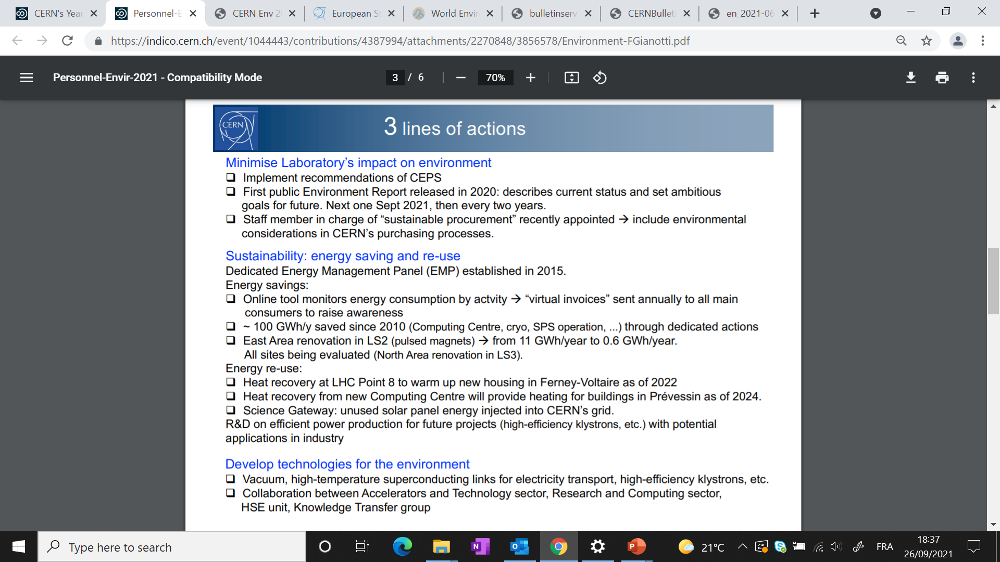 CERN's Year
Personnel-E
CERN Env 2
European St
World Envir
bulletinserv
CERNBulleti
en_2021-06
https://indico.cern.ch/event/1044443/contributions/4387994/attachments/2270848/3856578/Environment-FGianotti.pdf
Personnel-Envir-2021 - Compatibility Mode
3 / 6
70%
CERN
3 lines of actions
Minimise Laboratory's impact on environment
❑ Implement recommendations of CEPS
❑ First public Environment Report released in 2020: describes current status and set ambitious
goals for future. Next one Sept 2021, then every two years.
❑ Staff member in charge of “sustainable procurement” recently appointed → include environmental
considerations in CERN's purchasing processes.
Sustainability: energy saving and re-use
Dedicated Energy Management Panel (EMP) established in 2015.
Energy savings:
❑ Online tool monitors energy consumption by actvity → “virtual invoices” sent annually to all main
consumers to raise awareness
❑ ~ 100 GWh/y saved since 2010 (Computing Centre, cryo, SPS operation, ...) through dedicated actions
❑ East Area renovation in LS2 (pulsed magnets) → from 11 GWh/year to 0.6 GWh/year.
All sites being evaluated (North Area renovation in LS3).
Energy re-use:
❑ Heat recovery at LHC Point 8 to warm up new housing in Ferney-Voltaire as of 2022
❑ Heat recovery from new Computing Centre will provide heating for buildings in Prévessin as of 2024.
❑ Science Gateway: unused solar panel energy injected into CERN's grid.
R&D on efficient power production for future projects (high-efficiency klystrons, etc.) with potential
applications in industry
Develop technologies for the environment
❑ Vacuum, high-temperature superconducting links for electricity transport, high-efficiency klystrons, etc.
❑ Collaboration between Accelerators and Technology sector, Research and Computing sector,
HSE unit, Knowledge Transfer group
Type here to search
N
O
P
21°C
FRA
18:37
26/09/2021